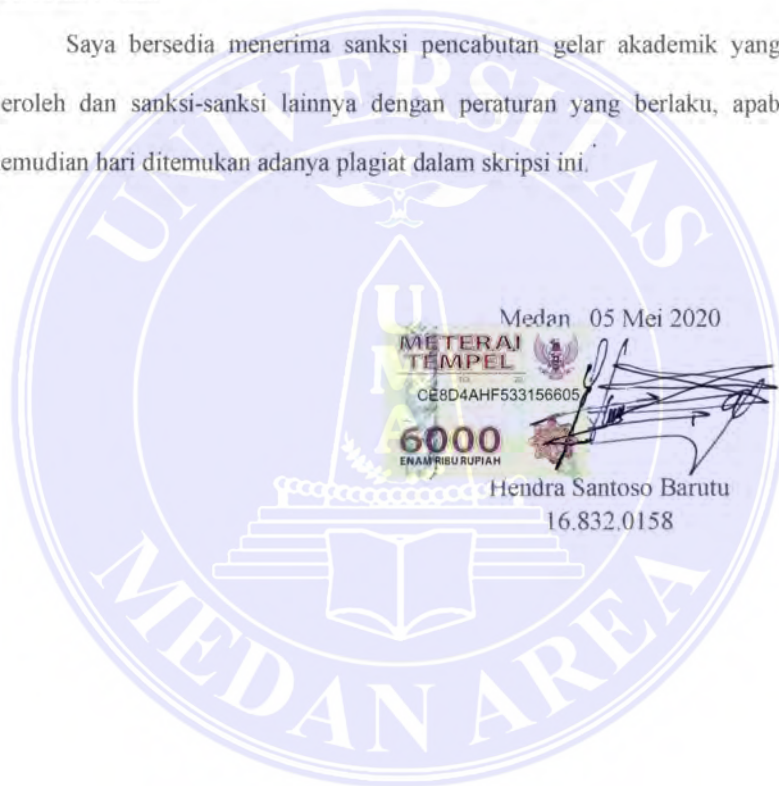 Saya bersedia menerima sanksi pencabutan gelar akademik yang
eroleh dan sanksi-sanksi lainnya dengan peraturan yang berlaku, apab
emudian hari ditemukan adanya plagiat dalam skripsi ini.
UNIVERSITAS
UMA
Medan 05 Mei 2020
METERAI
TEMPEL
CE8D4AHF533156605
6000
ENAM RIBU RUPIAH
Hendra Santoso Barutu
16.832.0158
MEDAN AREA